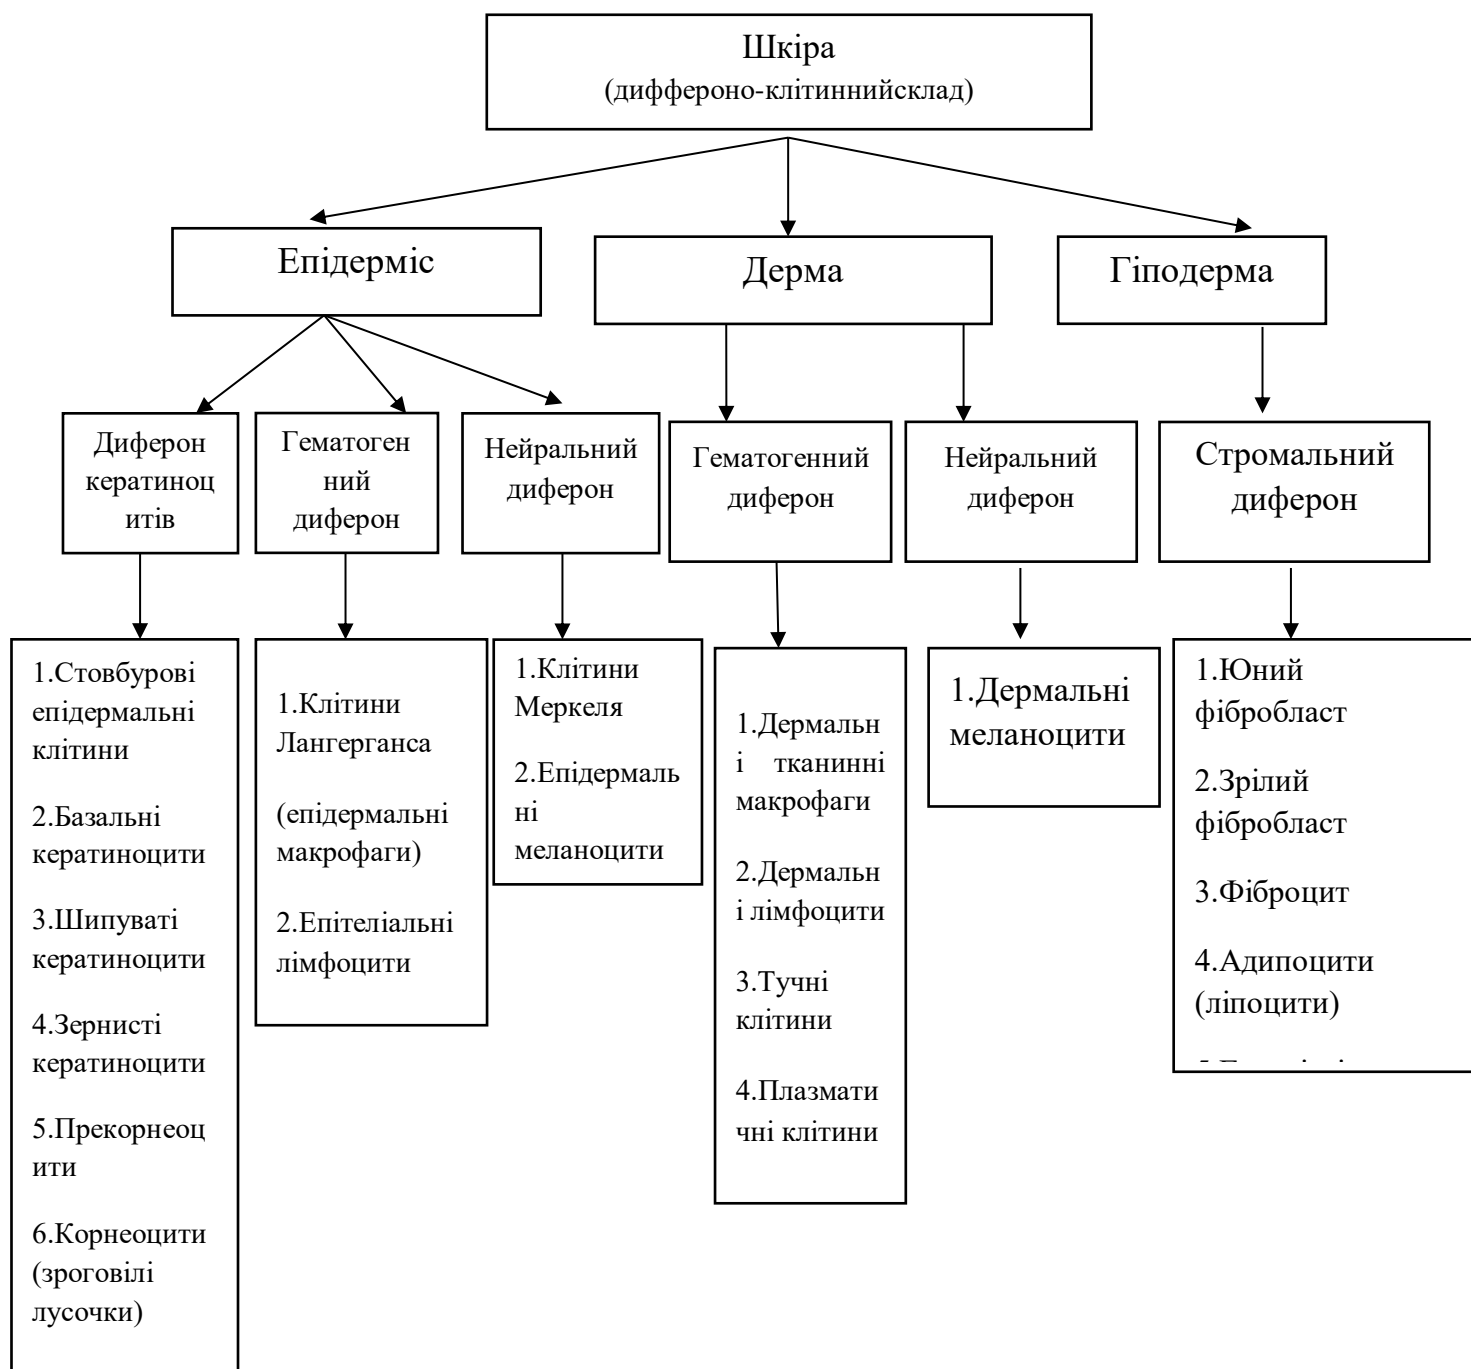 Шкіра
(диффероно-клітиннийсклад)
Епідерміс
Дерма
Гіподерма
Диферон
кератиноц
итів
Гематоген
ний
диферон
Нейральний
диферон
Гематогенний
диферон
Нейральний
диферон
Стромальний
диферон
1.Стовбурові
епідермальні
клітини
2.Базальні
кератиноцити
3.Шипуваті
кератиноцити
4.Зернисті
кератиноцити
5.Прекорнеоц
ити
6.Корнеоцити
(зроговілі
лусочки)
1.Клітини
Лангерганса
(епідермальні
макрофаги)
2.Епітеліальні
лімфоцити
1.Клітини
Меркеля
2.Епідермаль
ні
меланоцити
1.Дермальн
і тканинні
макрофаги
2.Дермальн
і лімфоцити
3.Тучні
клітини
4.Плазмати
чні клітини
1.Дермальні
меланоцити
1.Юний
фібробласт
2.Зрілий
фібробласт
3.Фіброцит
4.Адипоцити
(ліпоцити)